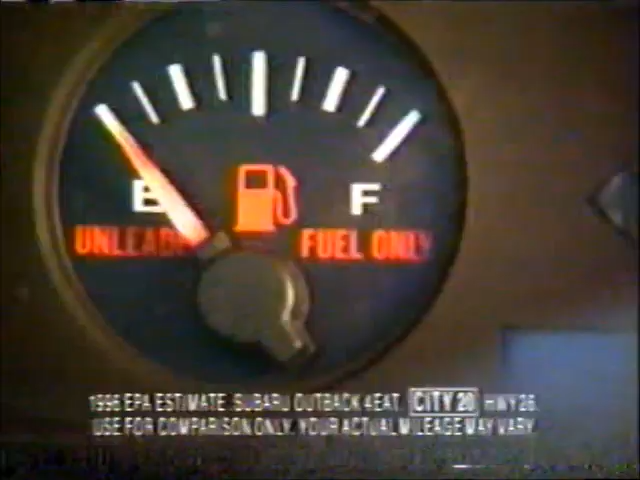 E F
UNLEADED FUEL ONLY
1996 EPA ESTIMATE. SUBARU OUTBACK 4EAT. CITY 20 HWY 26.
USE FOR COMPARISON ONLY. YOUR ACTUAL MILEAGE MAY VARY.